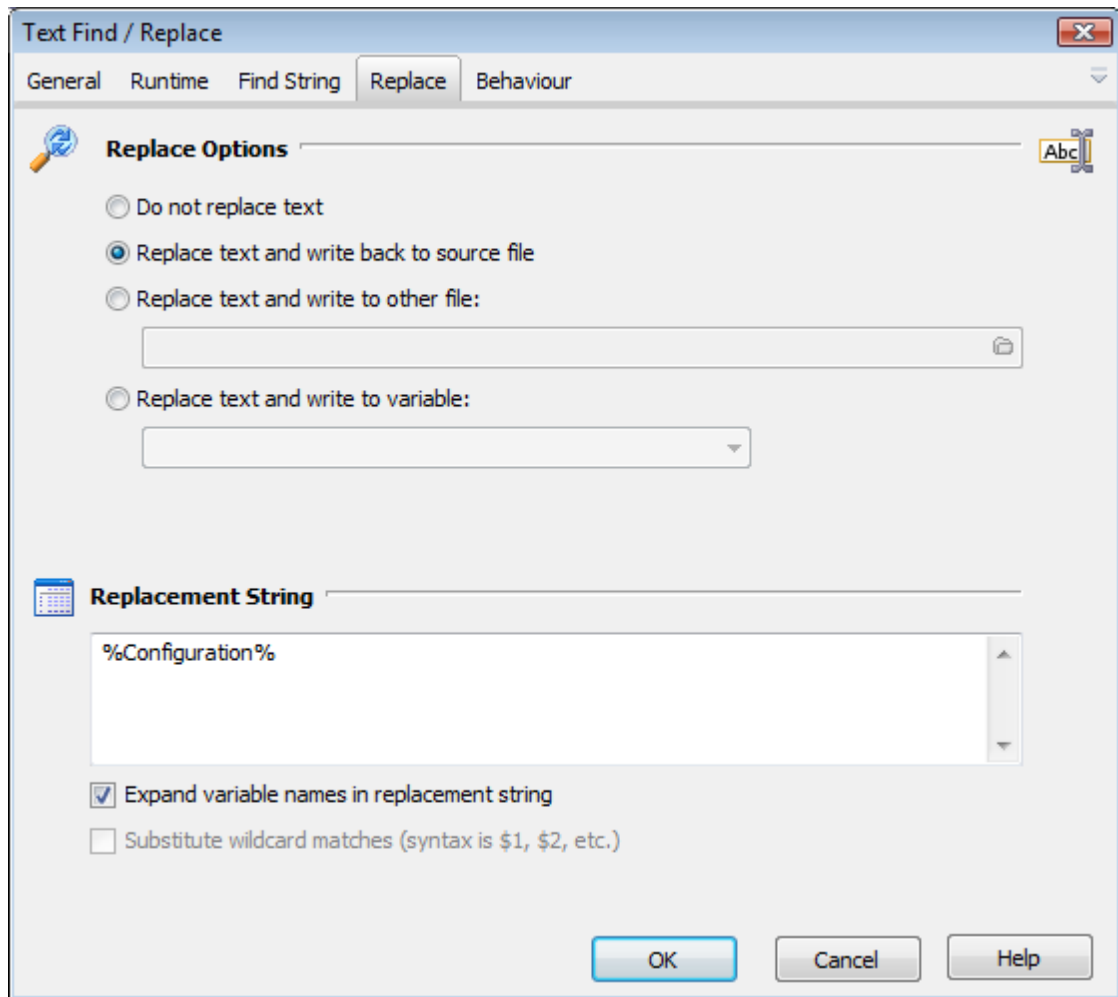 Text Find / Replace
General Runtime Find String Replace Behaviour
Replace Options
Abc
Do not replace text
Replace text and write back to source file
Replace text and write to other file:
Replace text and write to variable:
Replacement String
%Configuration%
Expand variable names in replacement string
Substitute wildcard matches (syntax is $1, $2, etc.)
OK Cancel Help